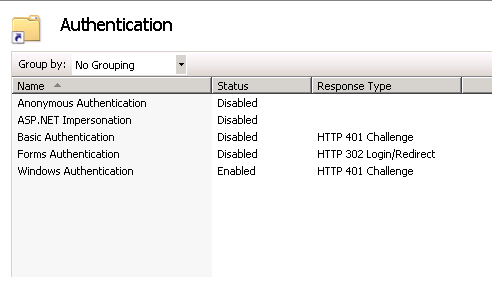 Authentication
Group by: No Grouping
Name Status Response Type
Anonymous Authentication Disabled
ASP.NET Impersonation Disabled
Basic Authentication Disabled HTTP 401 Challenge
Forms Authentication Disabled HTTP 302 Login/Redirect
Windows Authentication Enabled HTTP 401 Challenge